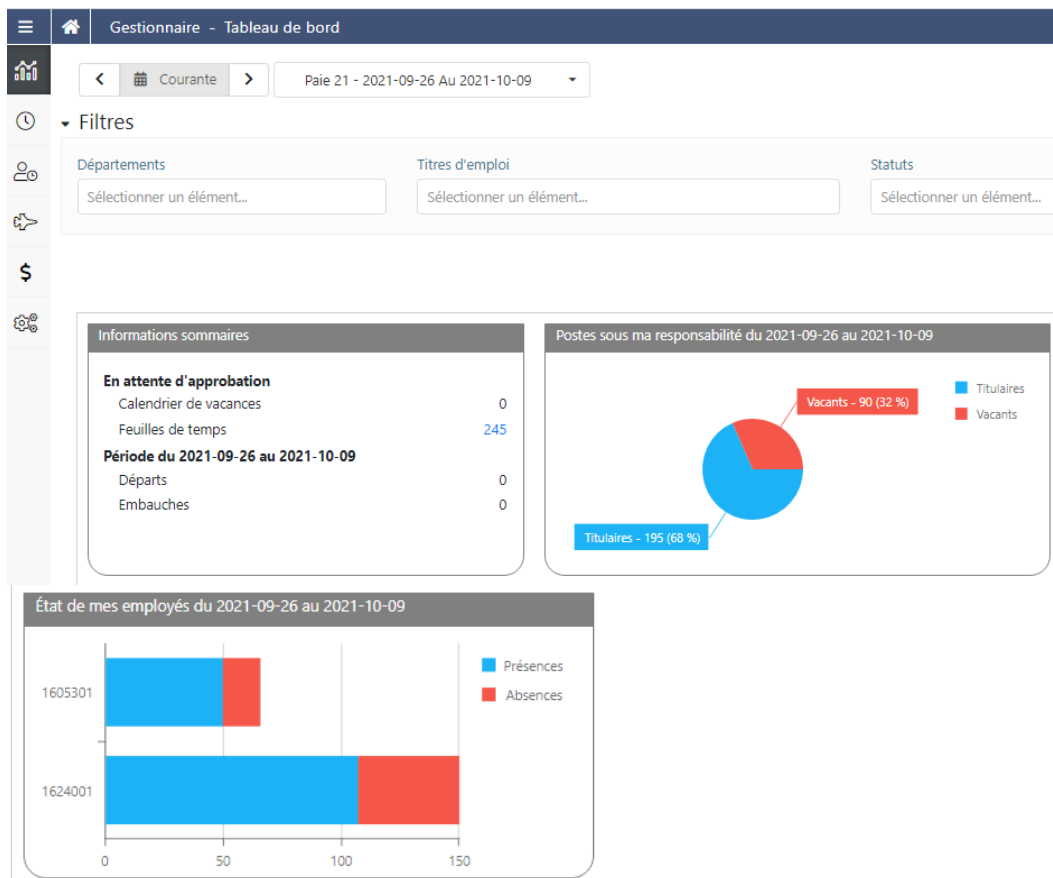 Gestionnaire - Tableau de bord
Courante
Paie 21 - 2021-09-26 Au 2021-10-09
Filtres
Départements
Titres d'emploi
Statuts
Sélectionner un élément...
Sélectionner un élément...
Sélectionner un élément...
$
Informations sommaires
En attente d'approbation
Calendrier de vacances 0
Feuilles de temps 245
Période du 2021-09-26 au 2021-10-09
Départs 0
Embauches 0
Postes sous ma responsabilité du 2021-09-26 au 2021-10-09
Titulaires
Vacants
Vacants - 90 (32 %)
Titulaires - 195 (68 %)
État de mes employés du 2021-09-26 au 2021-10-09
Présences
Absences
1605301
1624001
0 50 100 150